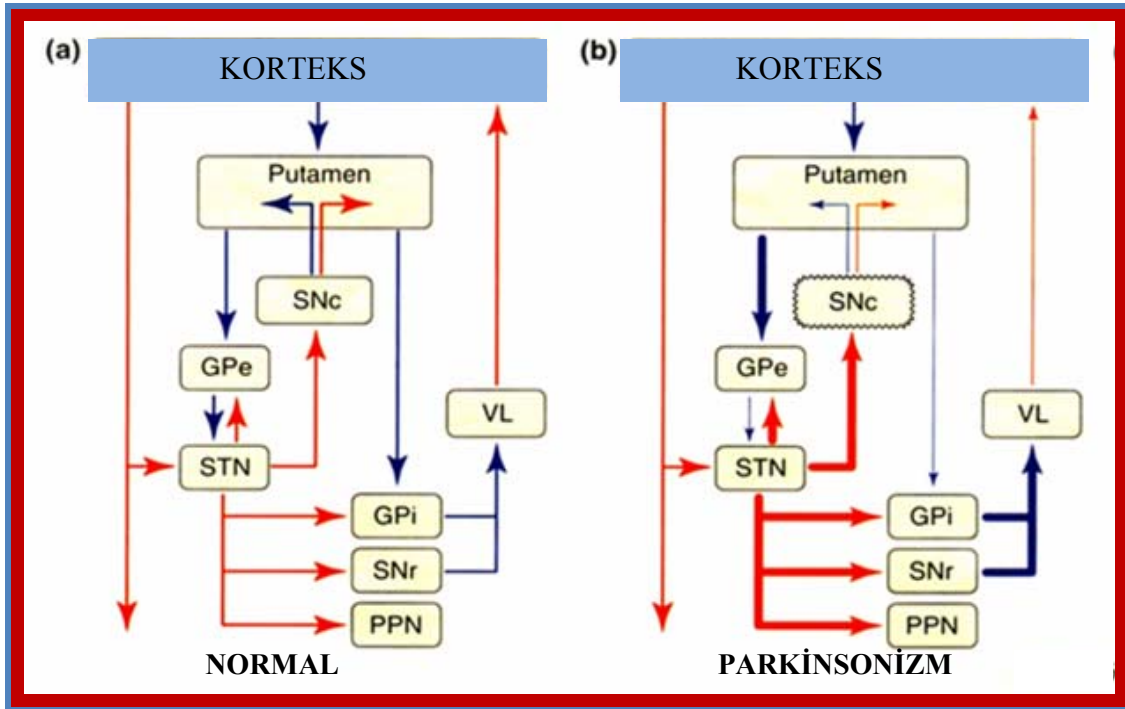 (a)
KORTEKS
Putamen
SNc
GPe
VL
STN
GPi
SNr
PPN
NORMAL
(b)
KORTEKS
Putamen
SNc
GPe
VL
STN
GPi
SNr
PPN
PARKİNSONİZM